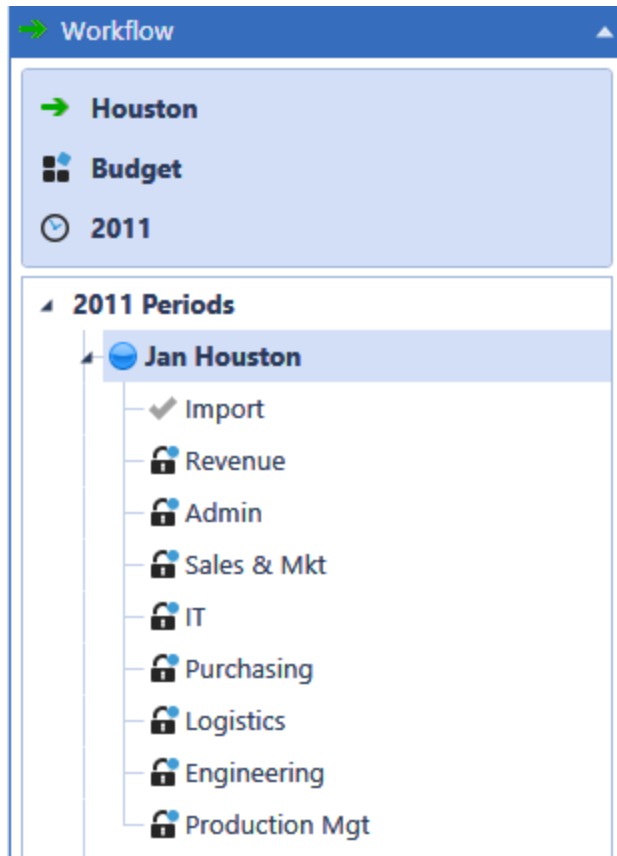 Workflow
Houston
Budget
2011
2011 Periods
Jan Houston
Import
Revenue
Admin
Sales & Mkt
IT
Purchasing
Logistics
Engineering
Production Mgt